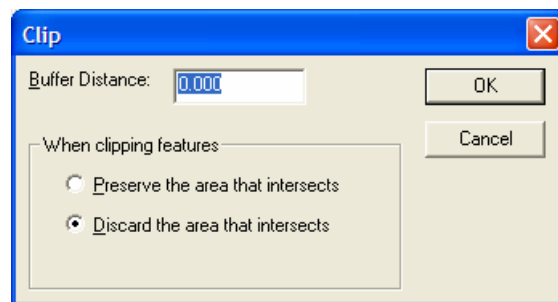 Clip
Buffer Distance: 0.000
OK
Cancel
When clipping features
Preserve the area that intersects
Discard the area that intersects